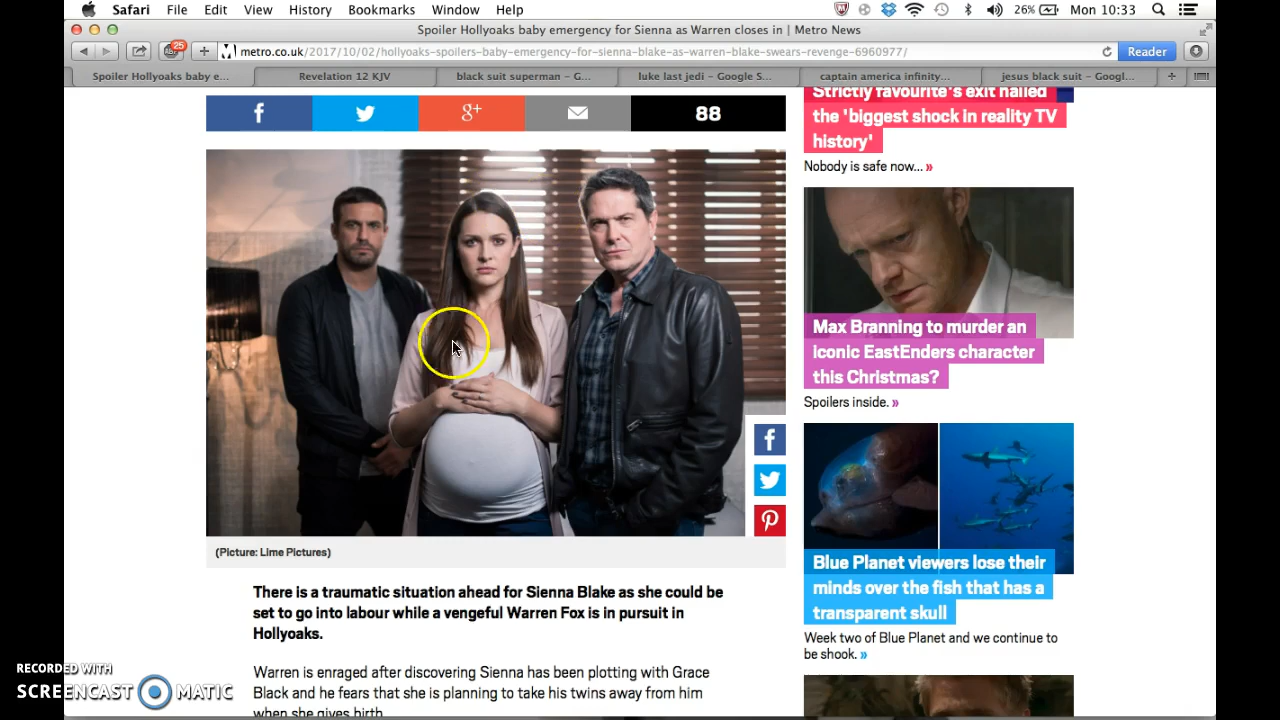 Safari File Edit View History Bookmarks Window Help 26% Mon 10:33
Spoiler Hollyoaks baby emergency for Sienna as Warren closes in | Metro News
25 metro.co.uk/2017/10/02/hollyoaks-spoilers-baby-emergency-for-sienna-blake-as-warren-blake-swears-revenge-6960977/ Reader
Spoiler Hollyoaks baby e... Revelation 12 KJV black suit superman – G... luke last jedi – Google S... captain america infinity... jesus black suit – Googl...
f g+ 88
Strictly favourite's exit hailed
the 'biggest shock in reality TV
history'
Nobody is safe now... »
Max Branning to murder an
iconic EastEnders character
this Christmas?
Spoilers inside. »
f
Blue Planet viewers lose their
minds over the fish that has a
transparent skull
Week two of Blue Planet and we continue to
be shook. »
(Picture: Lime Pictures)
There is a traumatic situation ahead for Sienna Blake as she could be
set to go into labour while a vengeful Warren Fox is in pursuit in
Hollyoaks.
Warren is enraged after discovering Sienna has been plotting with Grace
Black and he fears that she is planning to take his twins away from him
when she gives birth
RECORDED WITH
SCREENCAST MATIC